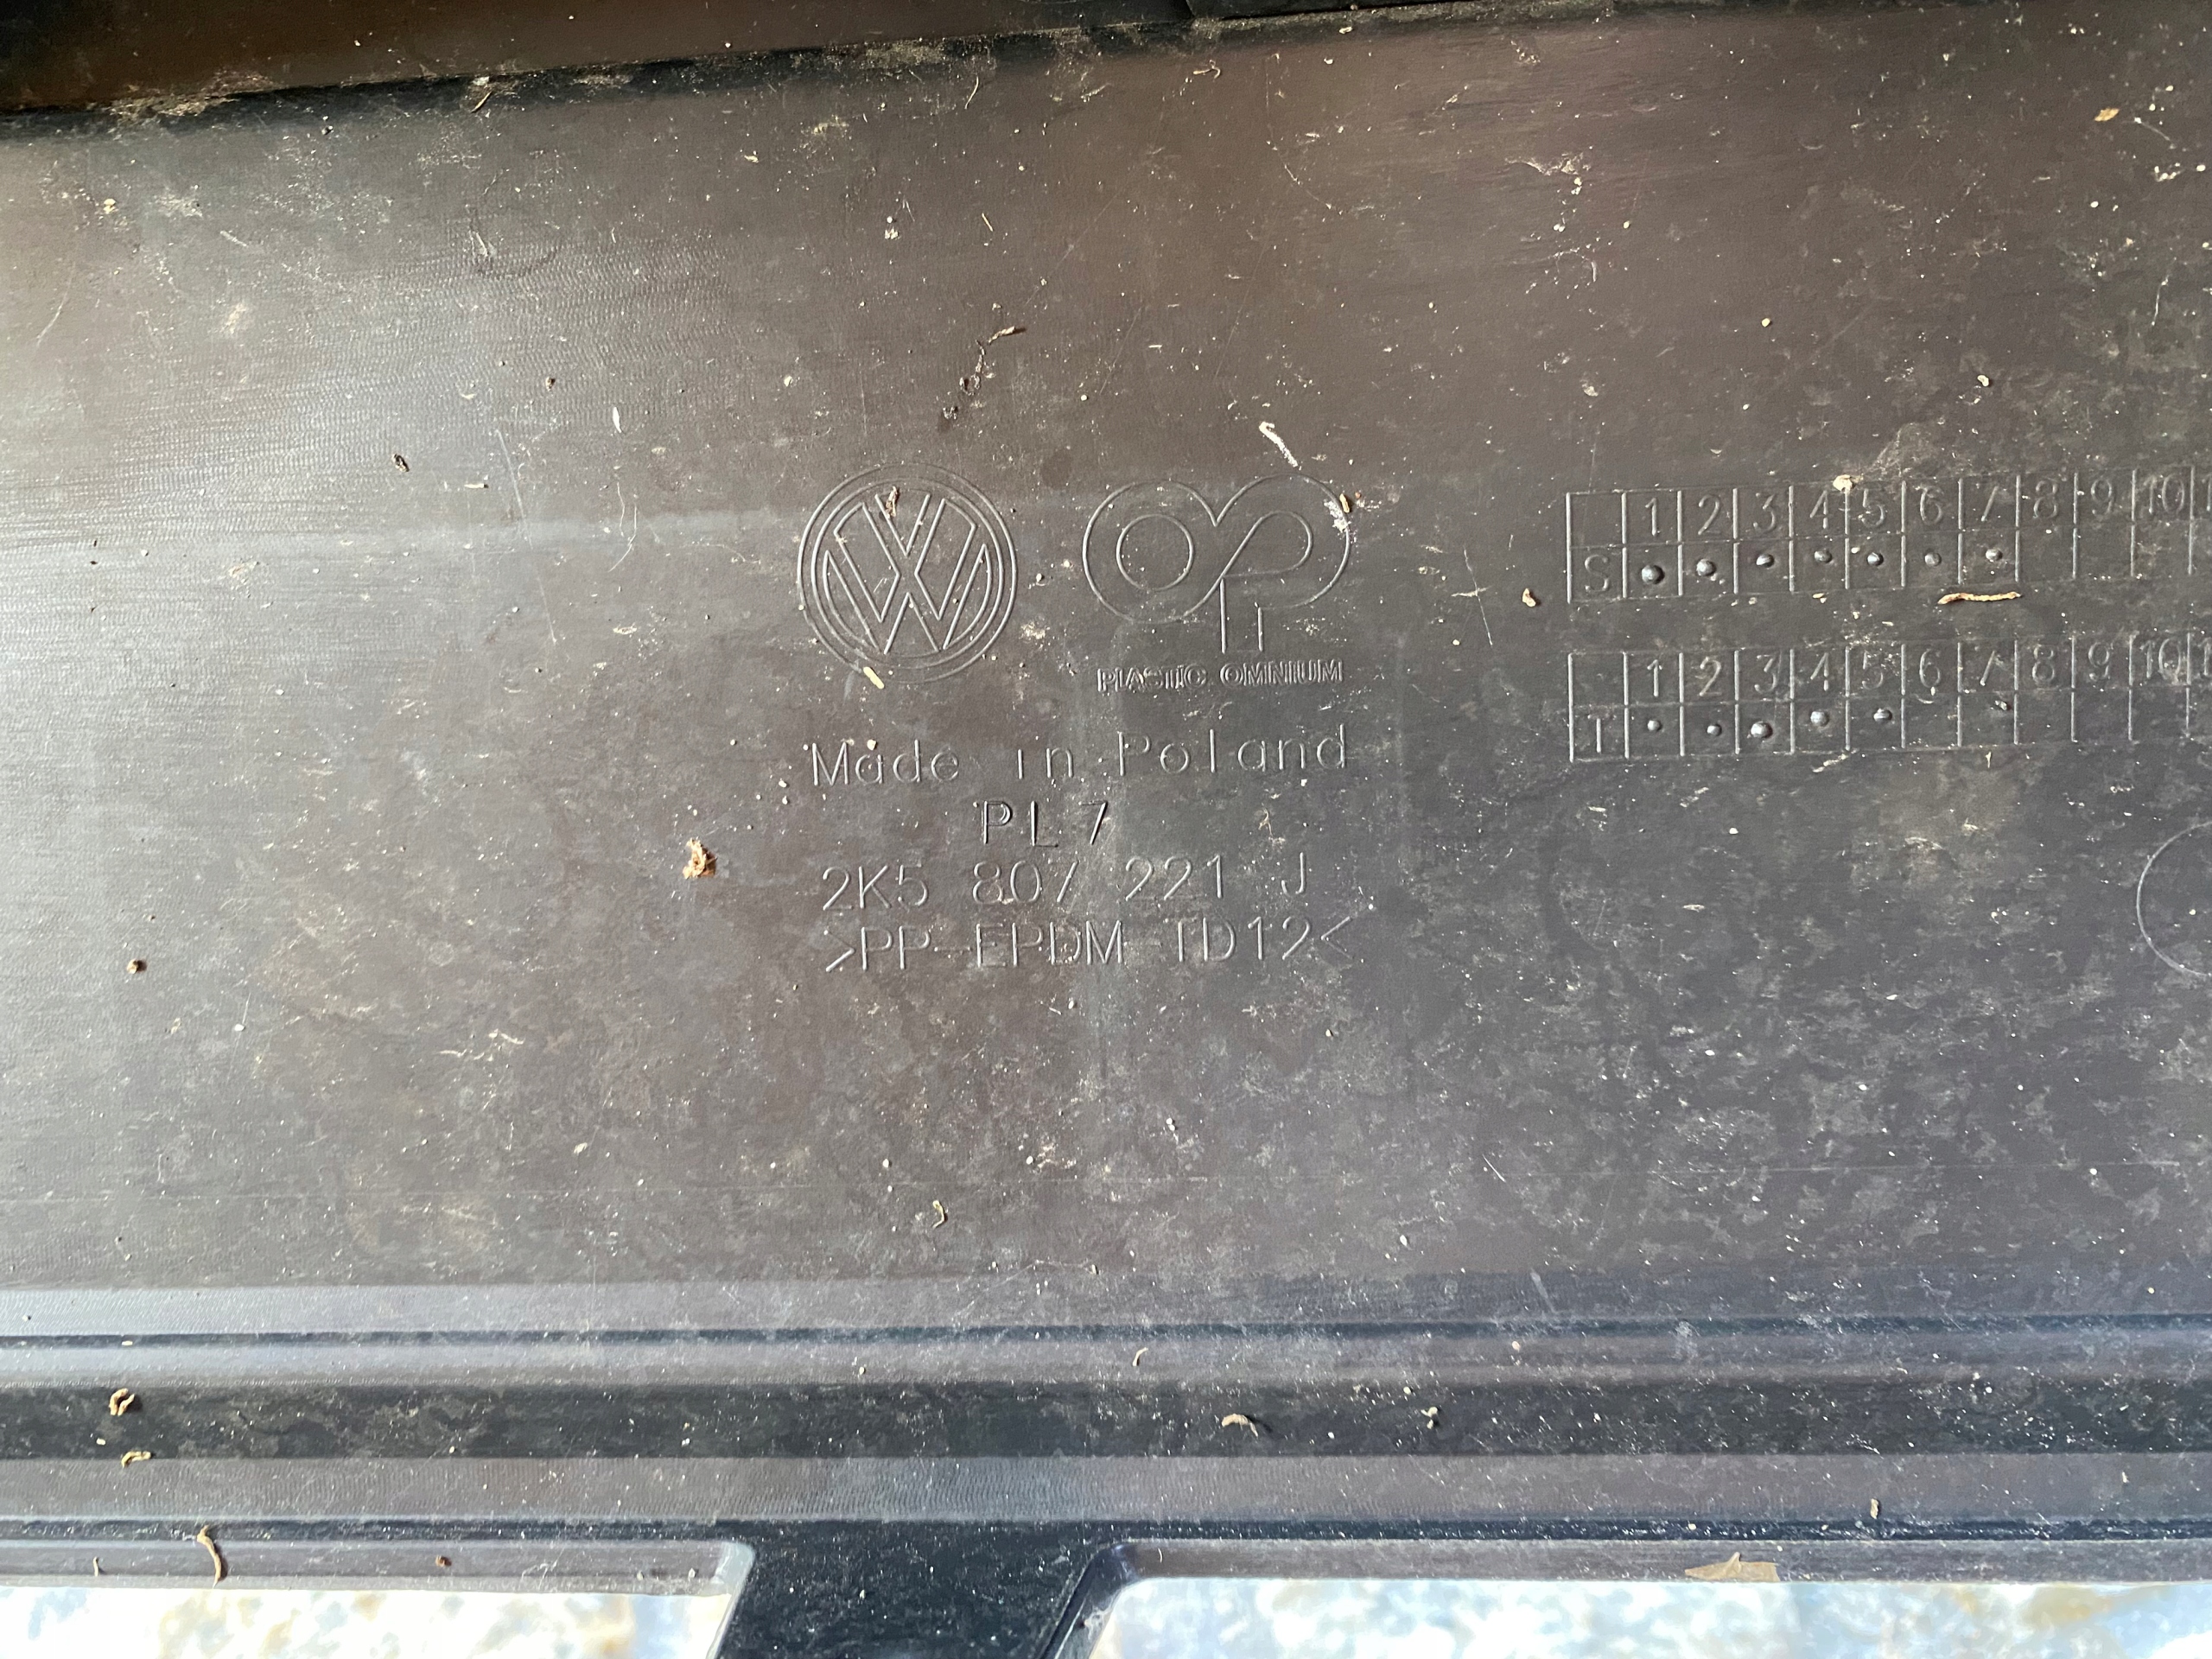 PLASTIC OMNIUM
Made in Poland
PL7
2K5 807 221 J
>PP-EPDM-TD12<
1 2 3 4 5 6 7 8 9 10
S
1 2 3 4 5 6 7 8 9 10
T